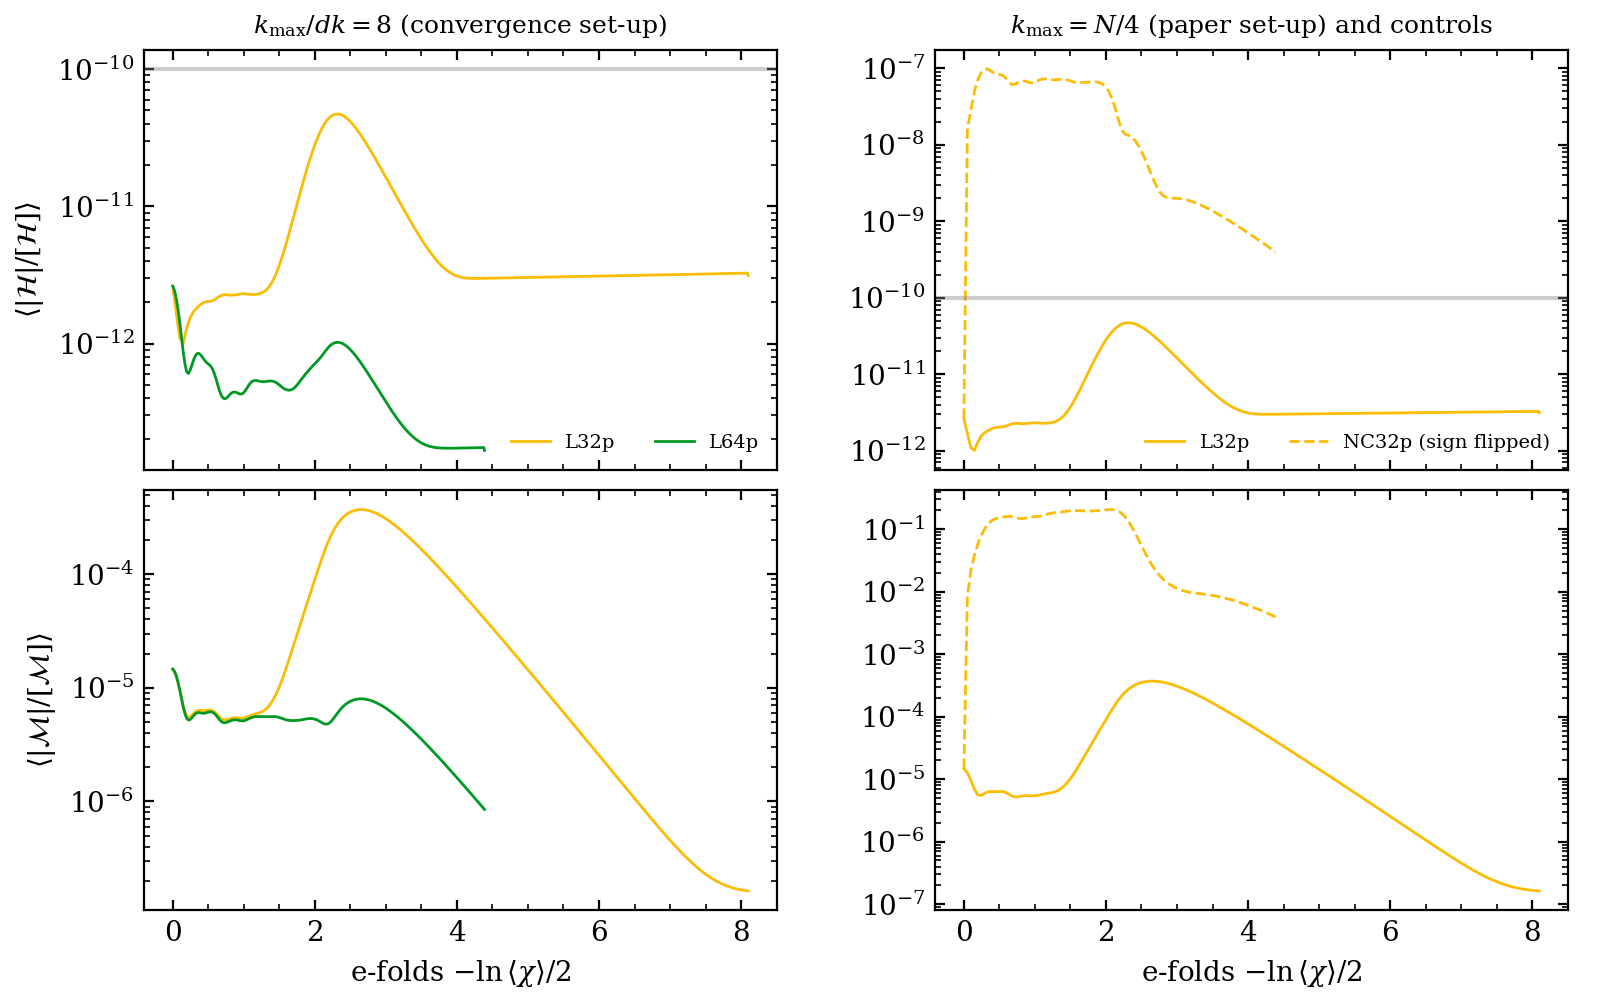 k_max/dk = 8 (convergence set-up)
k_max = N/4 (paper set-up) and controls
⟨|ℋ|/[ℋ]⟩
10⁻¹⁰
10⁻¹¹
10⁻¹²
L32p
L64p
10⁻⁷
10⁻⁸
10⁻⁹
10⁻¹⁰
10⁻¹¹
10⁻¹²
L32p
NC32p (sign flipped)
⟨|ℳ|/[ℳ]⟩
10⁻⁴
10⁻⁵
10⁻⁶
0 2 4 6 8
e-folds −ln⟨χ⟩/2
10⁻¹
10⁻²
10⁻³
10⁻⁴
10⁻⁵
10⁻⁶
10⁻⁷
0 2 4 6 8
e-folds −ln⟨χ⟩/2